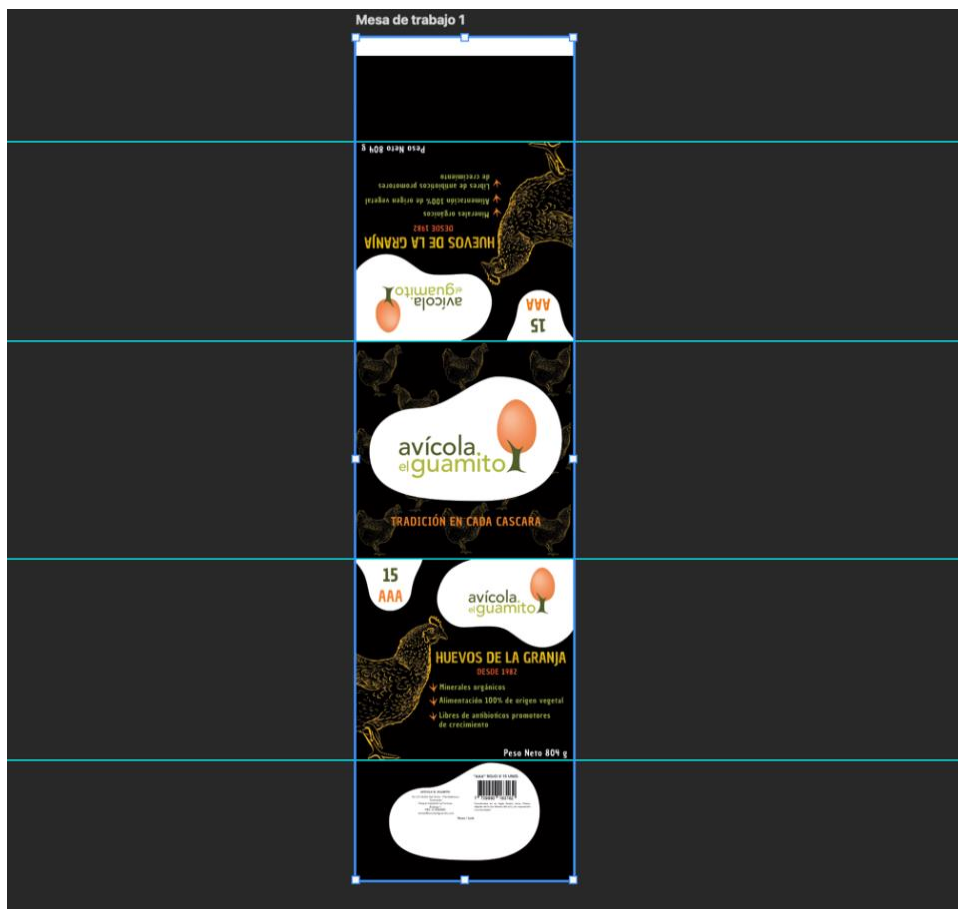 Mesa de trabajo 1
Peso Neto 804 g
Libres de antibioticos promotores
de crecimiento
Alimentación 100% de origen vegetal
Minerales orgánicos
DESDE 1982
HUEVOS DE LA GRANJA
avícola.
el guamito
15
AAA
avícola.
el guamito
TRADICIÓN EN CADA CASCARA
15
AAA
avícola.
el guamito
HUEVOS DE LA GRANJA
DESDE 1982
Minerales orgánicos
Alimentación 100% de origen vegetal
Libres de antibioticos promotores
de crecimiento
Peso Neto 804 g